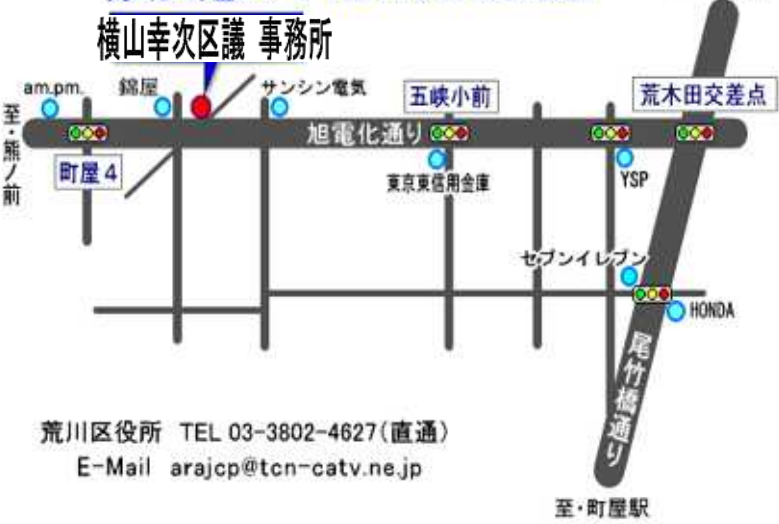 横山幸次区議 事務所
am.pm.
錦屋
サンシン電気
五峡小前
荒木田交差点
至・熊ノ前
旭電化通り
町屋4
東京東信用金庫
YSP
セブンイレブン
HONDA
尾竹橋通り
荒川区役所 TEL 03-3802-4627(直通)
E-Mail arajcp@tcn-catv.ne.jp
至・町屋駅